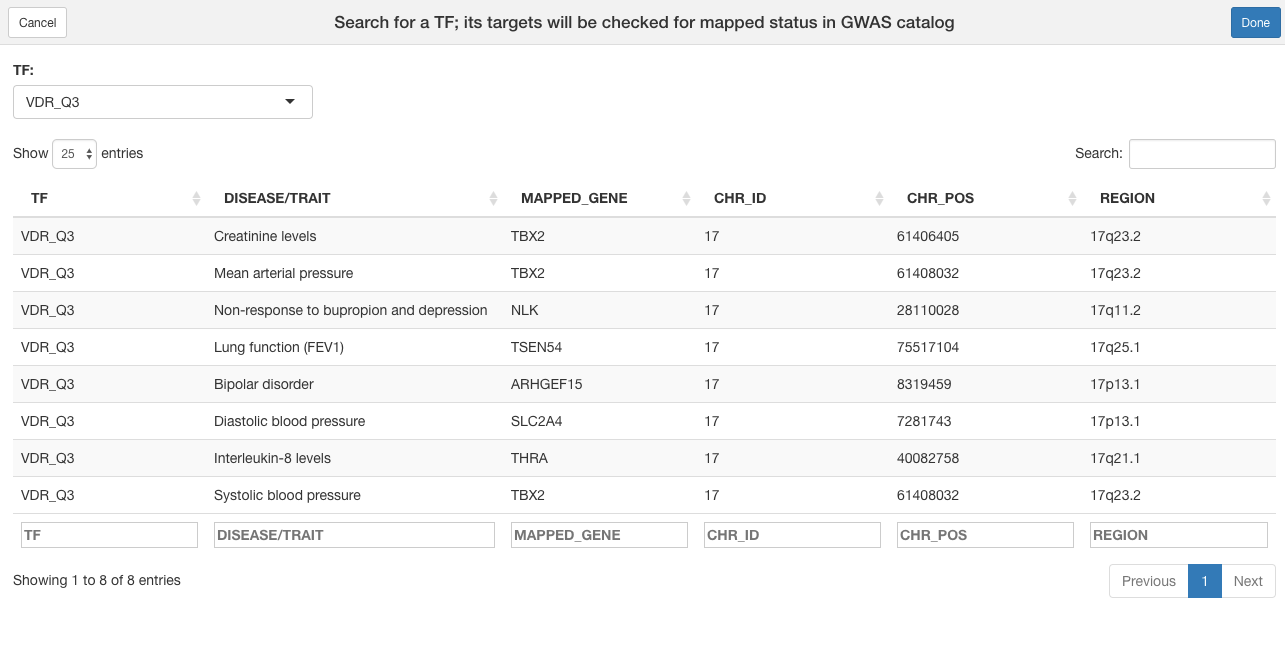 Cancel Search for a TF; its targets will be checked for mapped status in GWAS catalog Done
TF:
VDR_Q3
Show 25 entries Search:
TF DISEASE/TRAIT MAPPED_GENE CHR_ID CHR_POS REGION
VDR_Q3 Creatinine levels TBX2 17 61406405 17q23.2
VDR_Q3 Mean arterial pressure TBX2 17 61408032 17q23.2
VDR_Q3 Non-response to bupropion and depression NLK 17 28110028 17q11.2
VDR_Q3 Lung function (FEV1) TSEN54 17 75517104 17q25.1
VDR_Q3 Bipolar disorder ARHGEF15 17 8319459 17p13.1
VDR_Q3 Diastolic blood pressure SLC2A4 17 7281743 17p13.1
VDR_Q3 Interleukin-8 levels THRA 17 40082758 17q21.1
VDR_Q3 Systolic blood pressure TBX2 17 61408032 17q23.2
TF DISEASE/TRAIT MAPPED_GENE CHR_ID CHR_POS REGION
Showing 1 to 8 of 8 entries Previous 1 Next